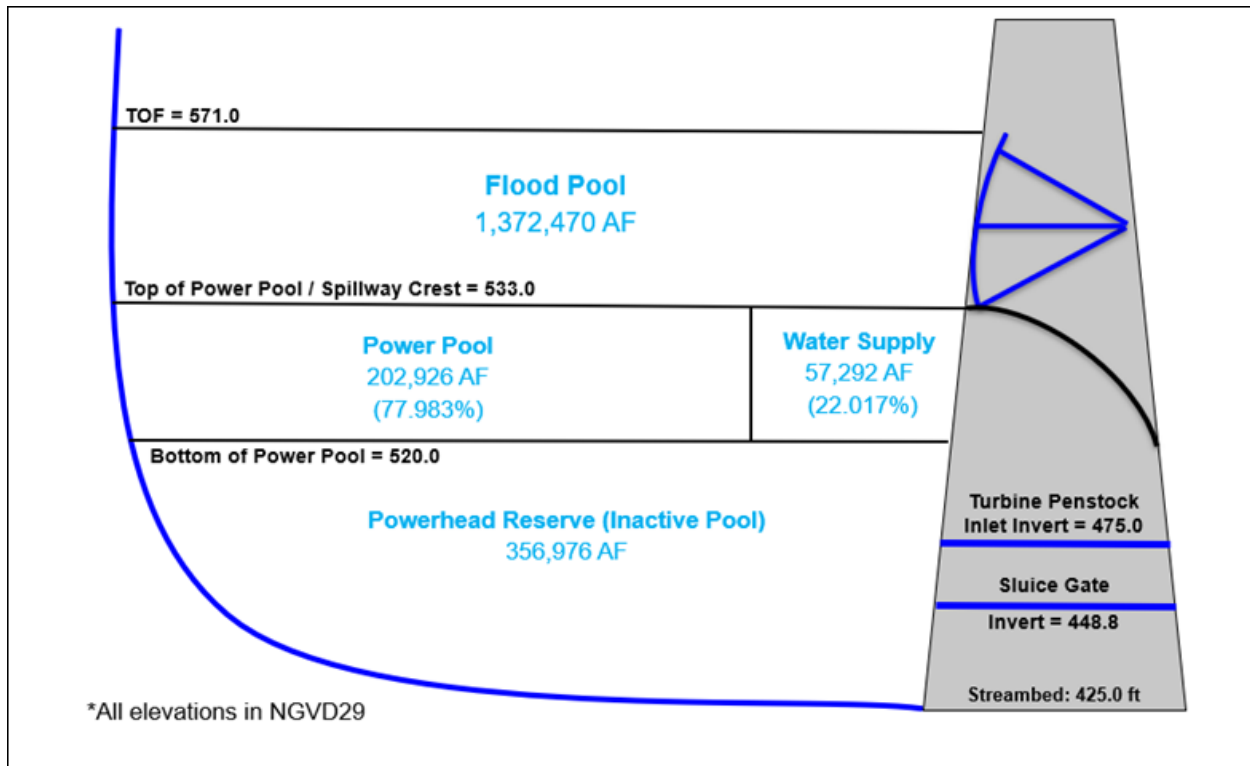 TOF = 571.0
Flood Pool
1,372,470 AF
Top of Power Pool / Spillway Crest = 533.0
Power Pool
202,926 AF
(77.983%)
Water Supply
57,292 AF
(22.017%)
Bottom of Power Pool = 520.0
Powerhead Reserve (Inactive Pool)
356,976 AF
Turbine Penstock
Inlet Invert = 475.0
Sluice Gate
Invert = 448.8
Streambed: 425.0 ft
*All elevations in NGVD29